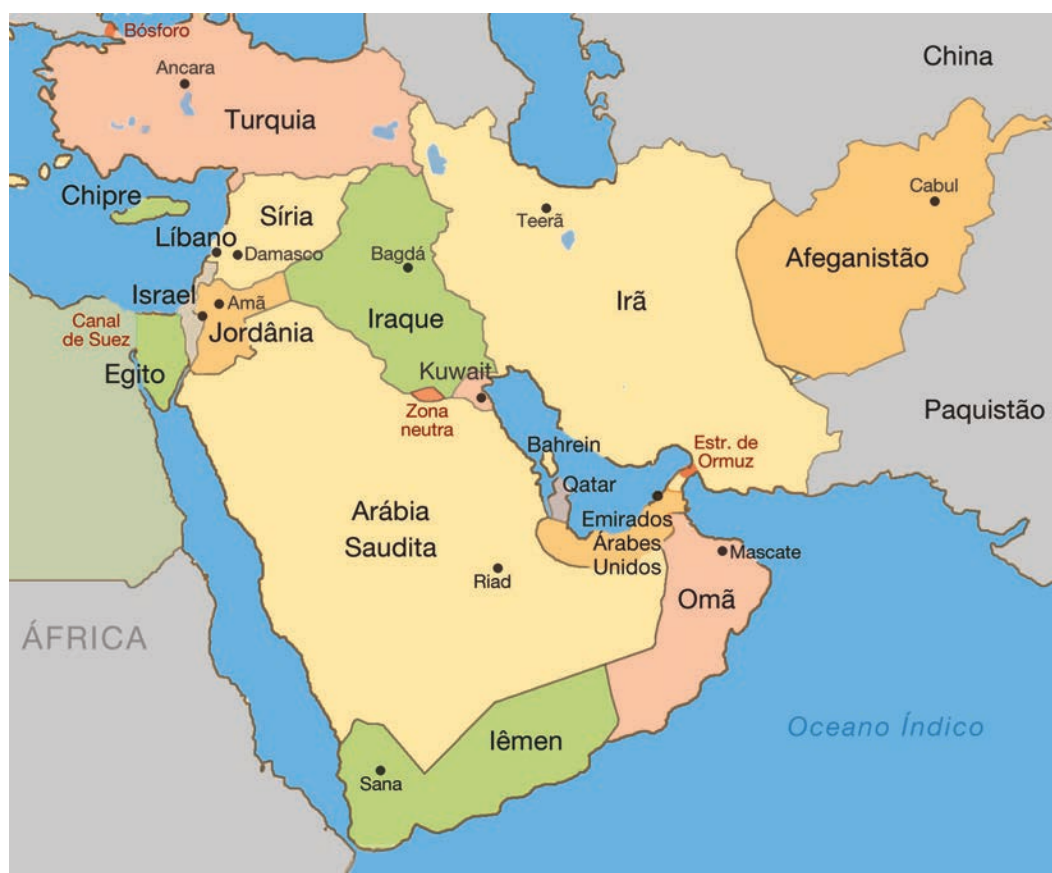 Bósforo
China
Ancara
Turquia
Chipre
Síria
Teerã
Cabul
Líbano
Damasco
Bagdá
Afeganistão
Israel
Amã
Irã
Canal
de Suez
Jordânia
Iraque
Egito
Kuwait
Zona
neutra
Paquistão
Bahrein
Estr. de
Ormuz
Qatar
Arábia
Saudita
Emirados
Árabes
Unidos
Mascate
Riad
Omã
ÁFRICA
Oceano Índico
Iêmen
Sana